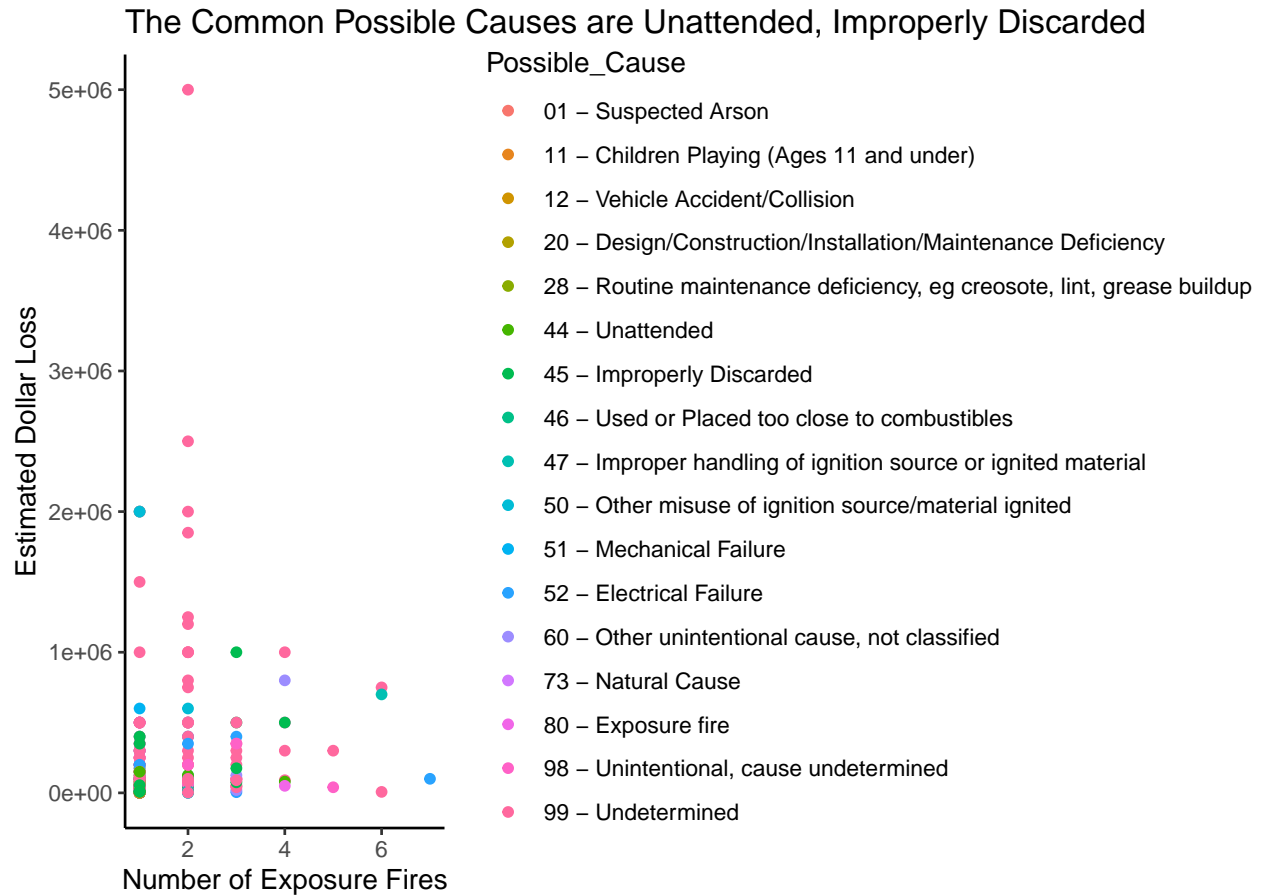 The Common Possible Causes are Unattended, Improperly Discarded
Possible_Cause
01 – Suspected Arson
11 – Children Playing (Ages 11 and under)
12 – Vehicle Accident/Collision
20 – Design/Construction/Installation/Maintenance Deficiency
28 – Routine maintenance deficiency, eg creosote, lint, grease buildup
44 – Unattended
45 – Improperly Discarded
46 – Used or Placed too close to combustibles
47 – Improper handling of ignition source or ignited material
50 – Other misuse of ignition source/material ignited
51 – Mechanical Failure
52 – Electrical Failure
60 – Other unintentional cause, not classified
73 – Natural Cause
80 – Exposure fire
98 – Unintentional, cause undetermined
99 – Undetermined
Estimated Dollar Loss
5e+06
4e+06
3e+06
2e+06
1e+06
0e+00
2 4 6
Number of Exposure Fires